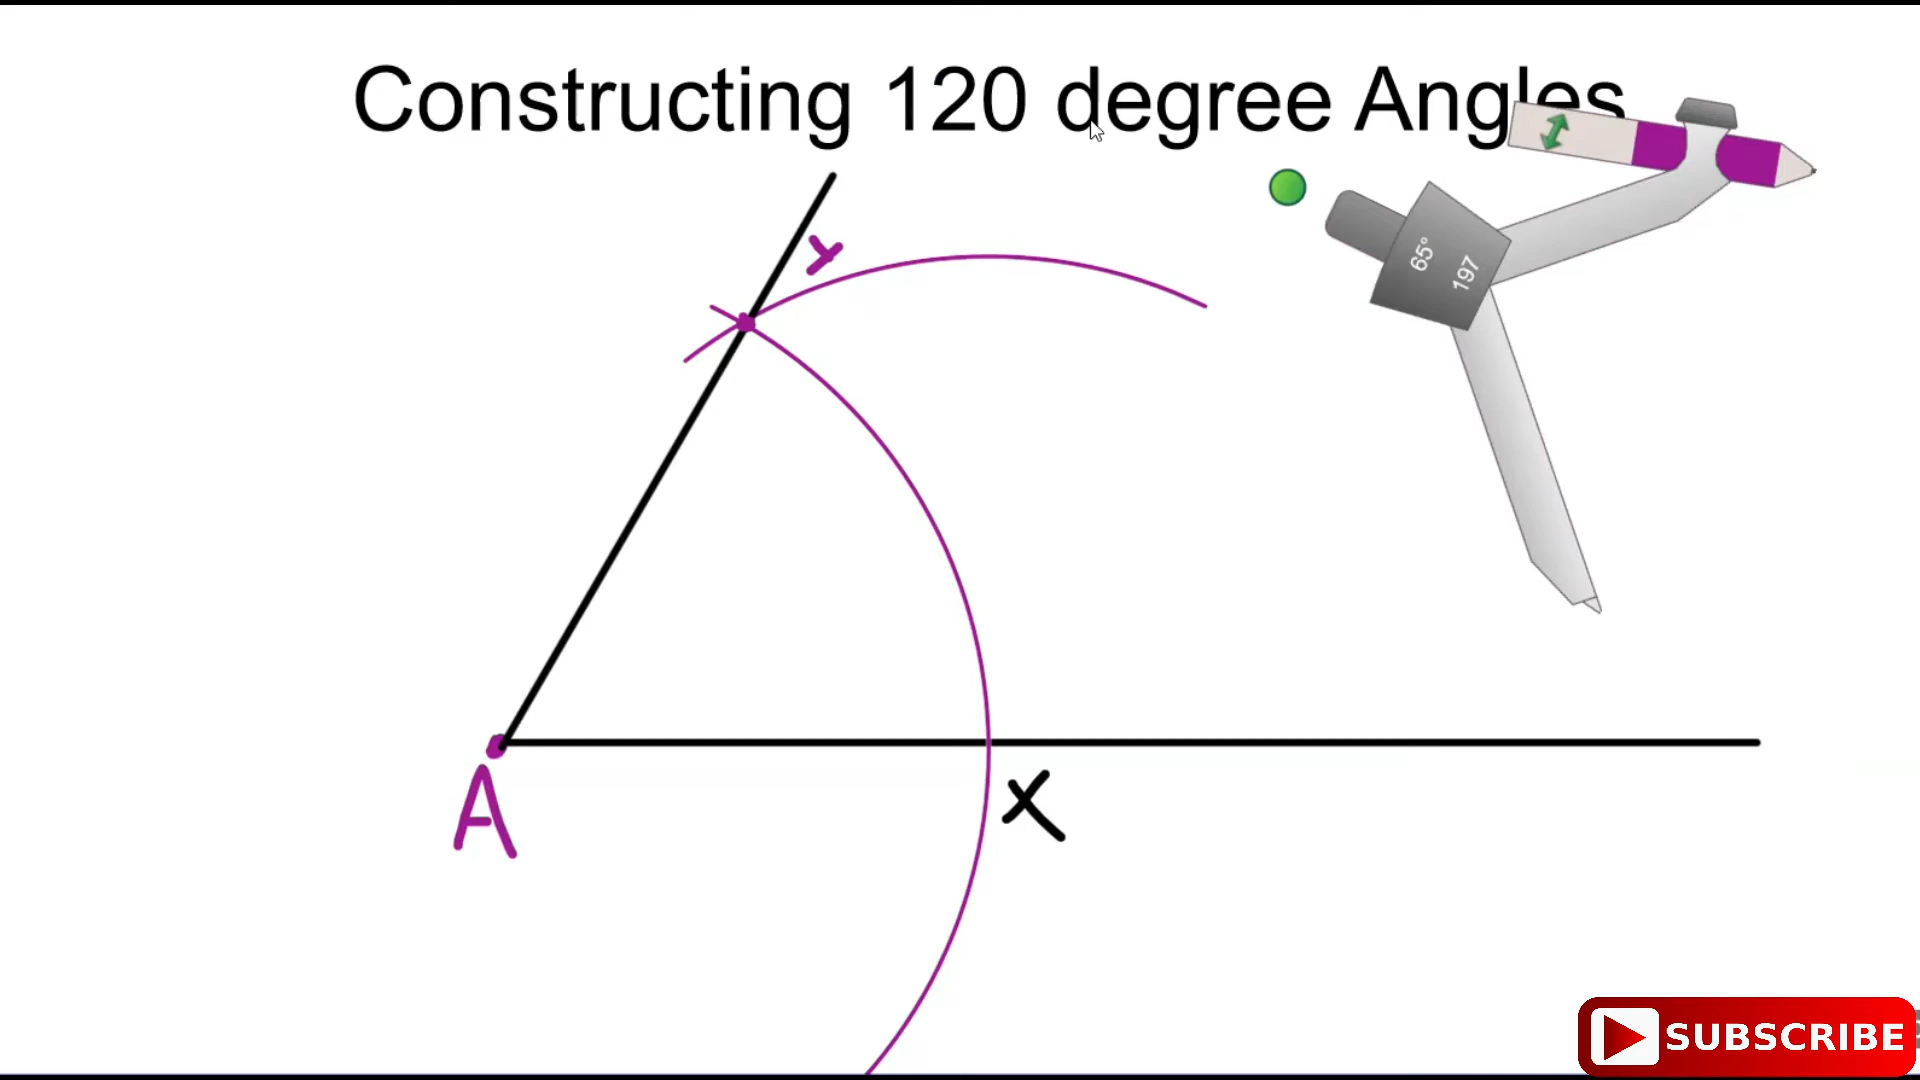 Constructing 120 degree Angles
65°
197
Y
A
X
SUBSCRIBE